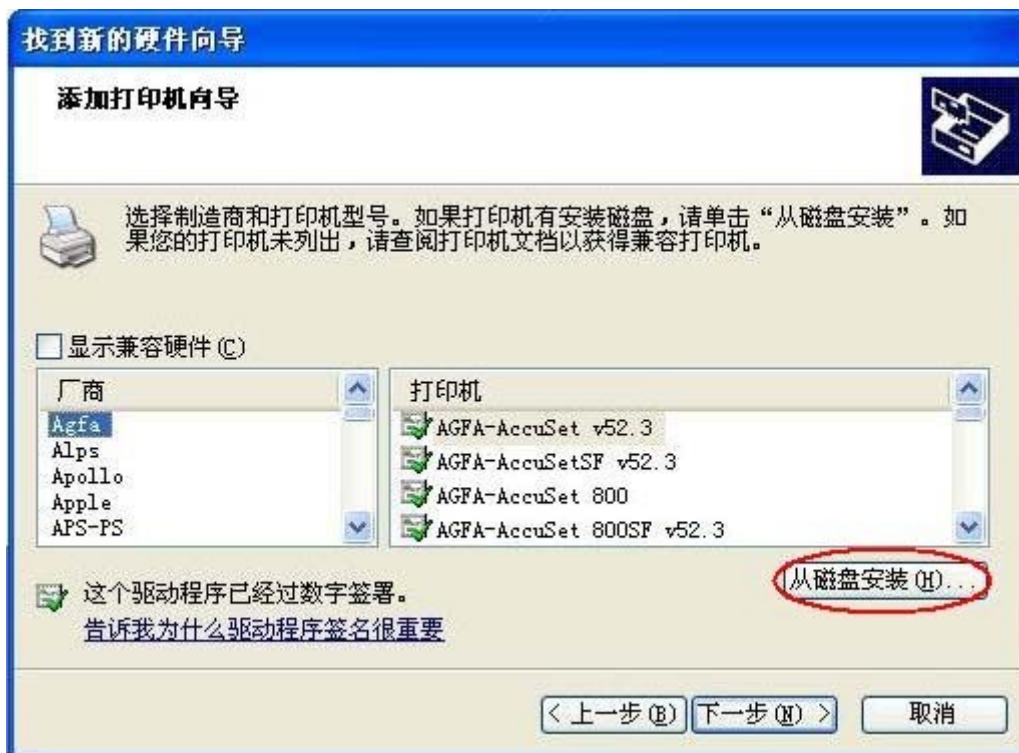 找到新的硬件向导
添加打印机向导
选择制造商和打印机型号。如果打印机有安装磁盘，请单击“从磁盘安装”。如
果您的打印机未列出，请查阅打印机文档以获得兼容打印机。
显示兼容硬件(C)
厂商
Agfa
Alps
Apollo
Apple
APS-PS
打印机
AGFA-AccuSet v52.3
AGFA-AccuSetSF v52.3
AGFA-AccuSet 800
AGFA-AccuSet 800SF v52.3
这个驱动程序已经过数字签署。
告诉我为什么驱动程序签名很重要
从磁盘安装(H)...
< 上一步(B)
下一步(N) >
取消